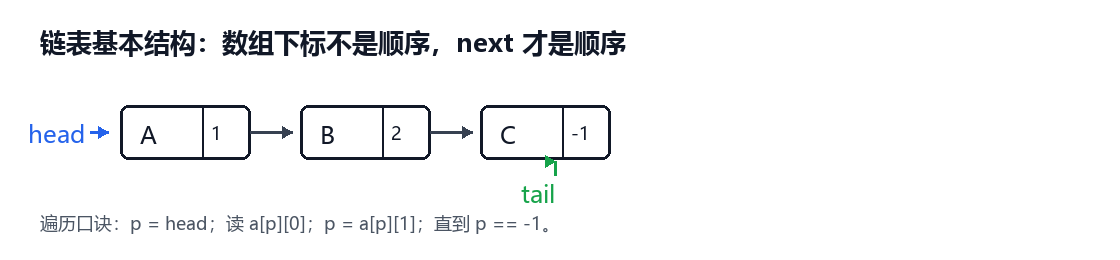 链表基本结构：数组下标不是顺序，next 才是顺序
head A 1 B 2 C -1
tail
遍历口诀：p = head；读 a[p][0]；p = a[p][1]；直到 p == -1。